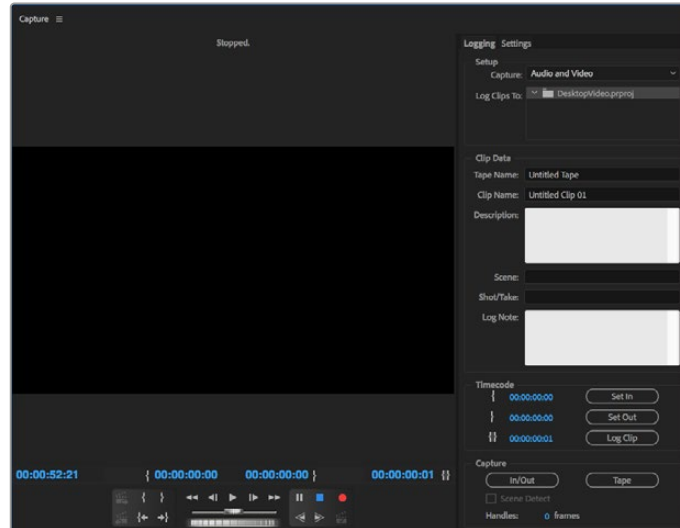 Capture
Stopped.
Logging Settings
Setup
Capture: Audio and Video
Log Clips To: DesktopVideo.prproj
Clip Data
Tape Name: Untitled Tape
Clip Name: Untitled Clip 01
Description:
Scene:
Shot/Take:
Log Note:
Timecode
{ 00:00:00:00 Set In
} 00:00:00:00 Set Out
{} 00:00:00:01 Log Clip
00:00:52:21 { 00:00:00:00 00:00:00:00 } 00:00:00:01 {}
Capture
In/Out Tape
Scene Detect
Handles: 0 frames